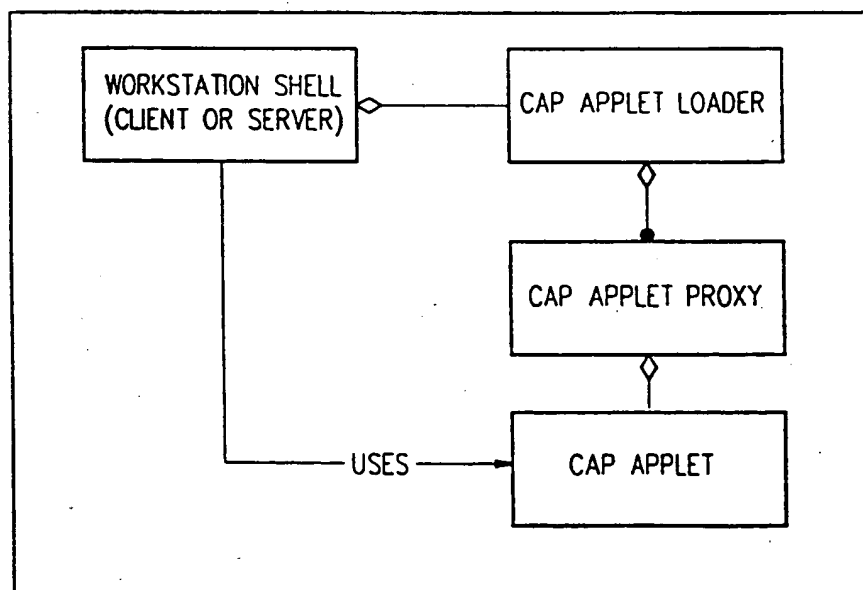 WORKSTATION SHELL
(CLIENT OR SERVER)
CAP APPLET LOADER
CAP APPLET PROXY
USES
CAP APPLET